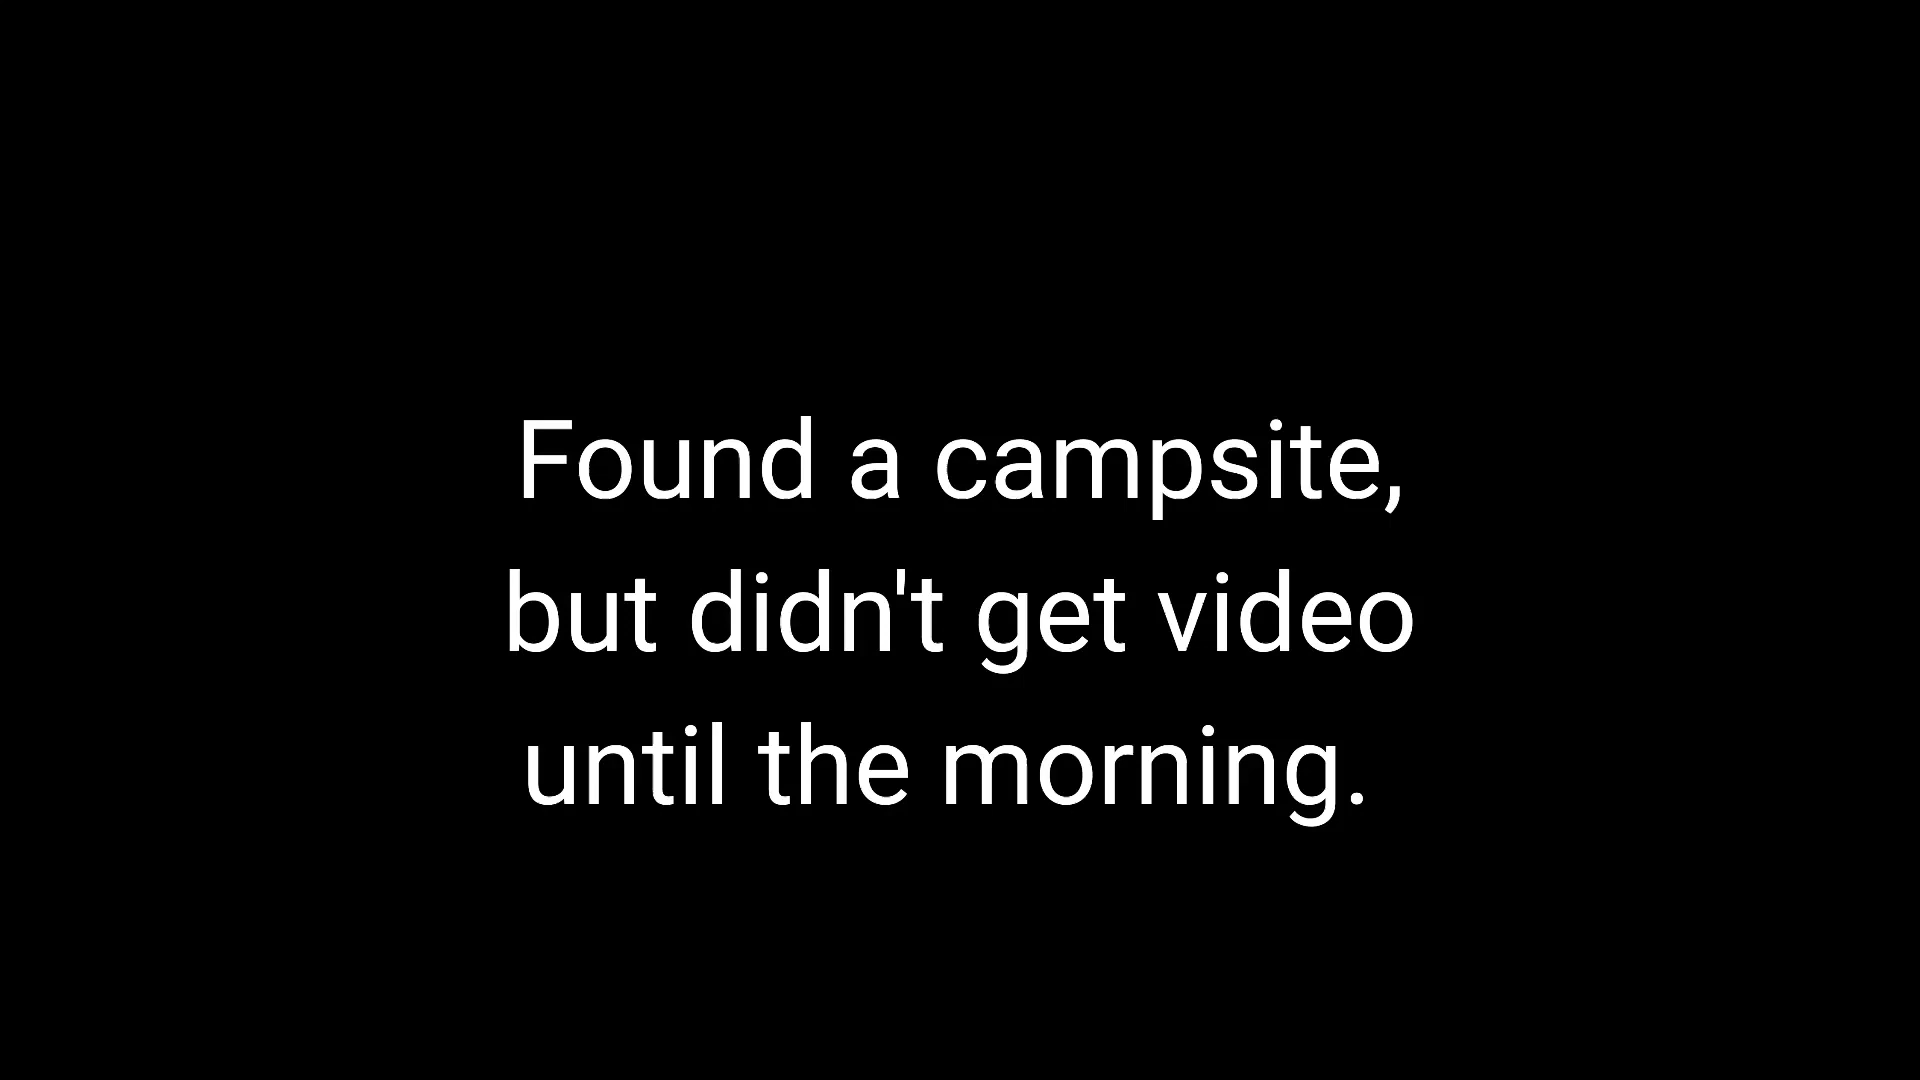 Found a campsite,
but didn't get video
until the morning.